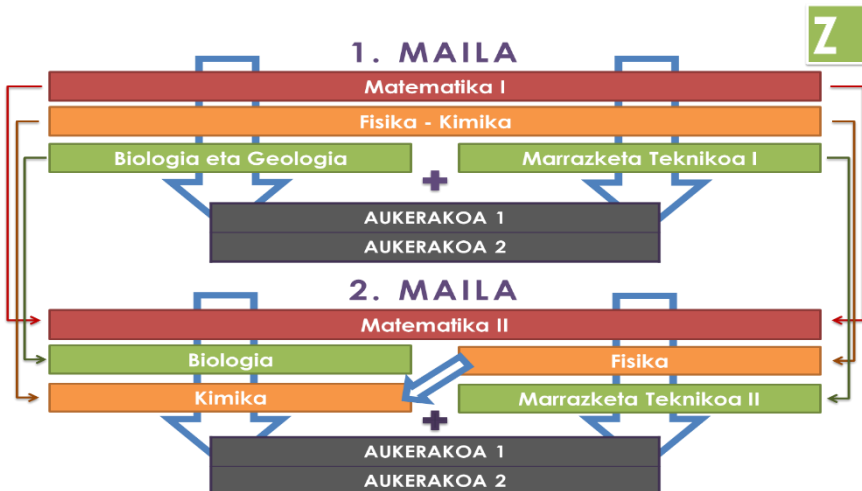 Z
1. MAILA
Matematika I
Fisika - Kimika
Biologia eta Geologia
Marrazketa Teknikoa I
+
AUKERAKOA 1
AUKERAKOA 2
2. MAILA
Matematika II
Biologia
Fisika
Kimika
Marrazketa Teknikoa II
+
AUKERAKOA 1
AUKERAKOA 2